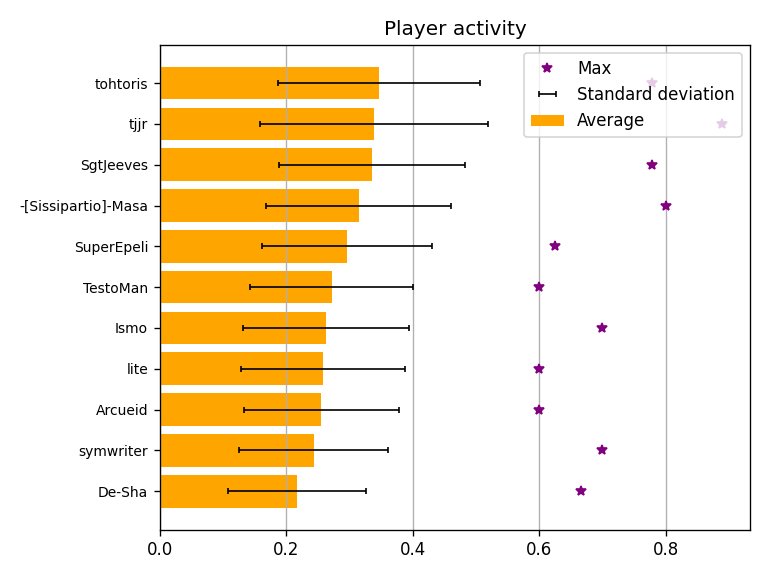 Player activity
Max
Standard deviation
Average
tohtoris
tjjr
SgtJeeves
-[Sissipartio]-Masa
SuperEpeli
TestoMan
Ismo
lite
Arcueid
symwriter
De-Sha
0.0 0.2 0.4 0.6 0.8